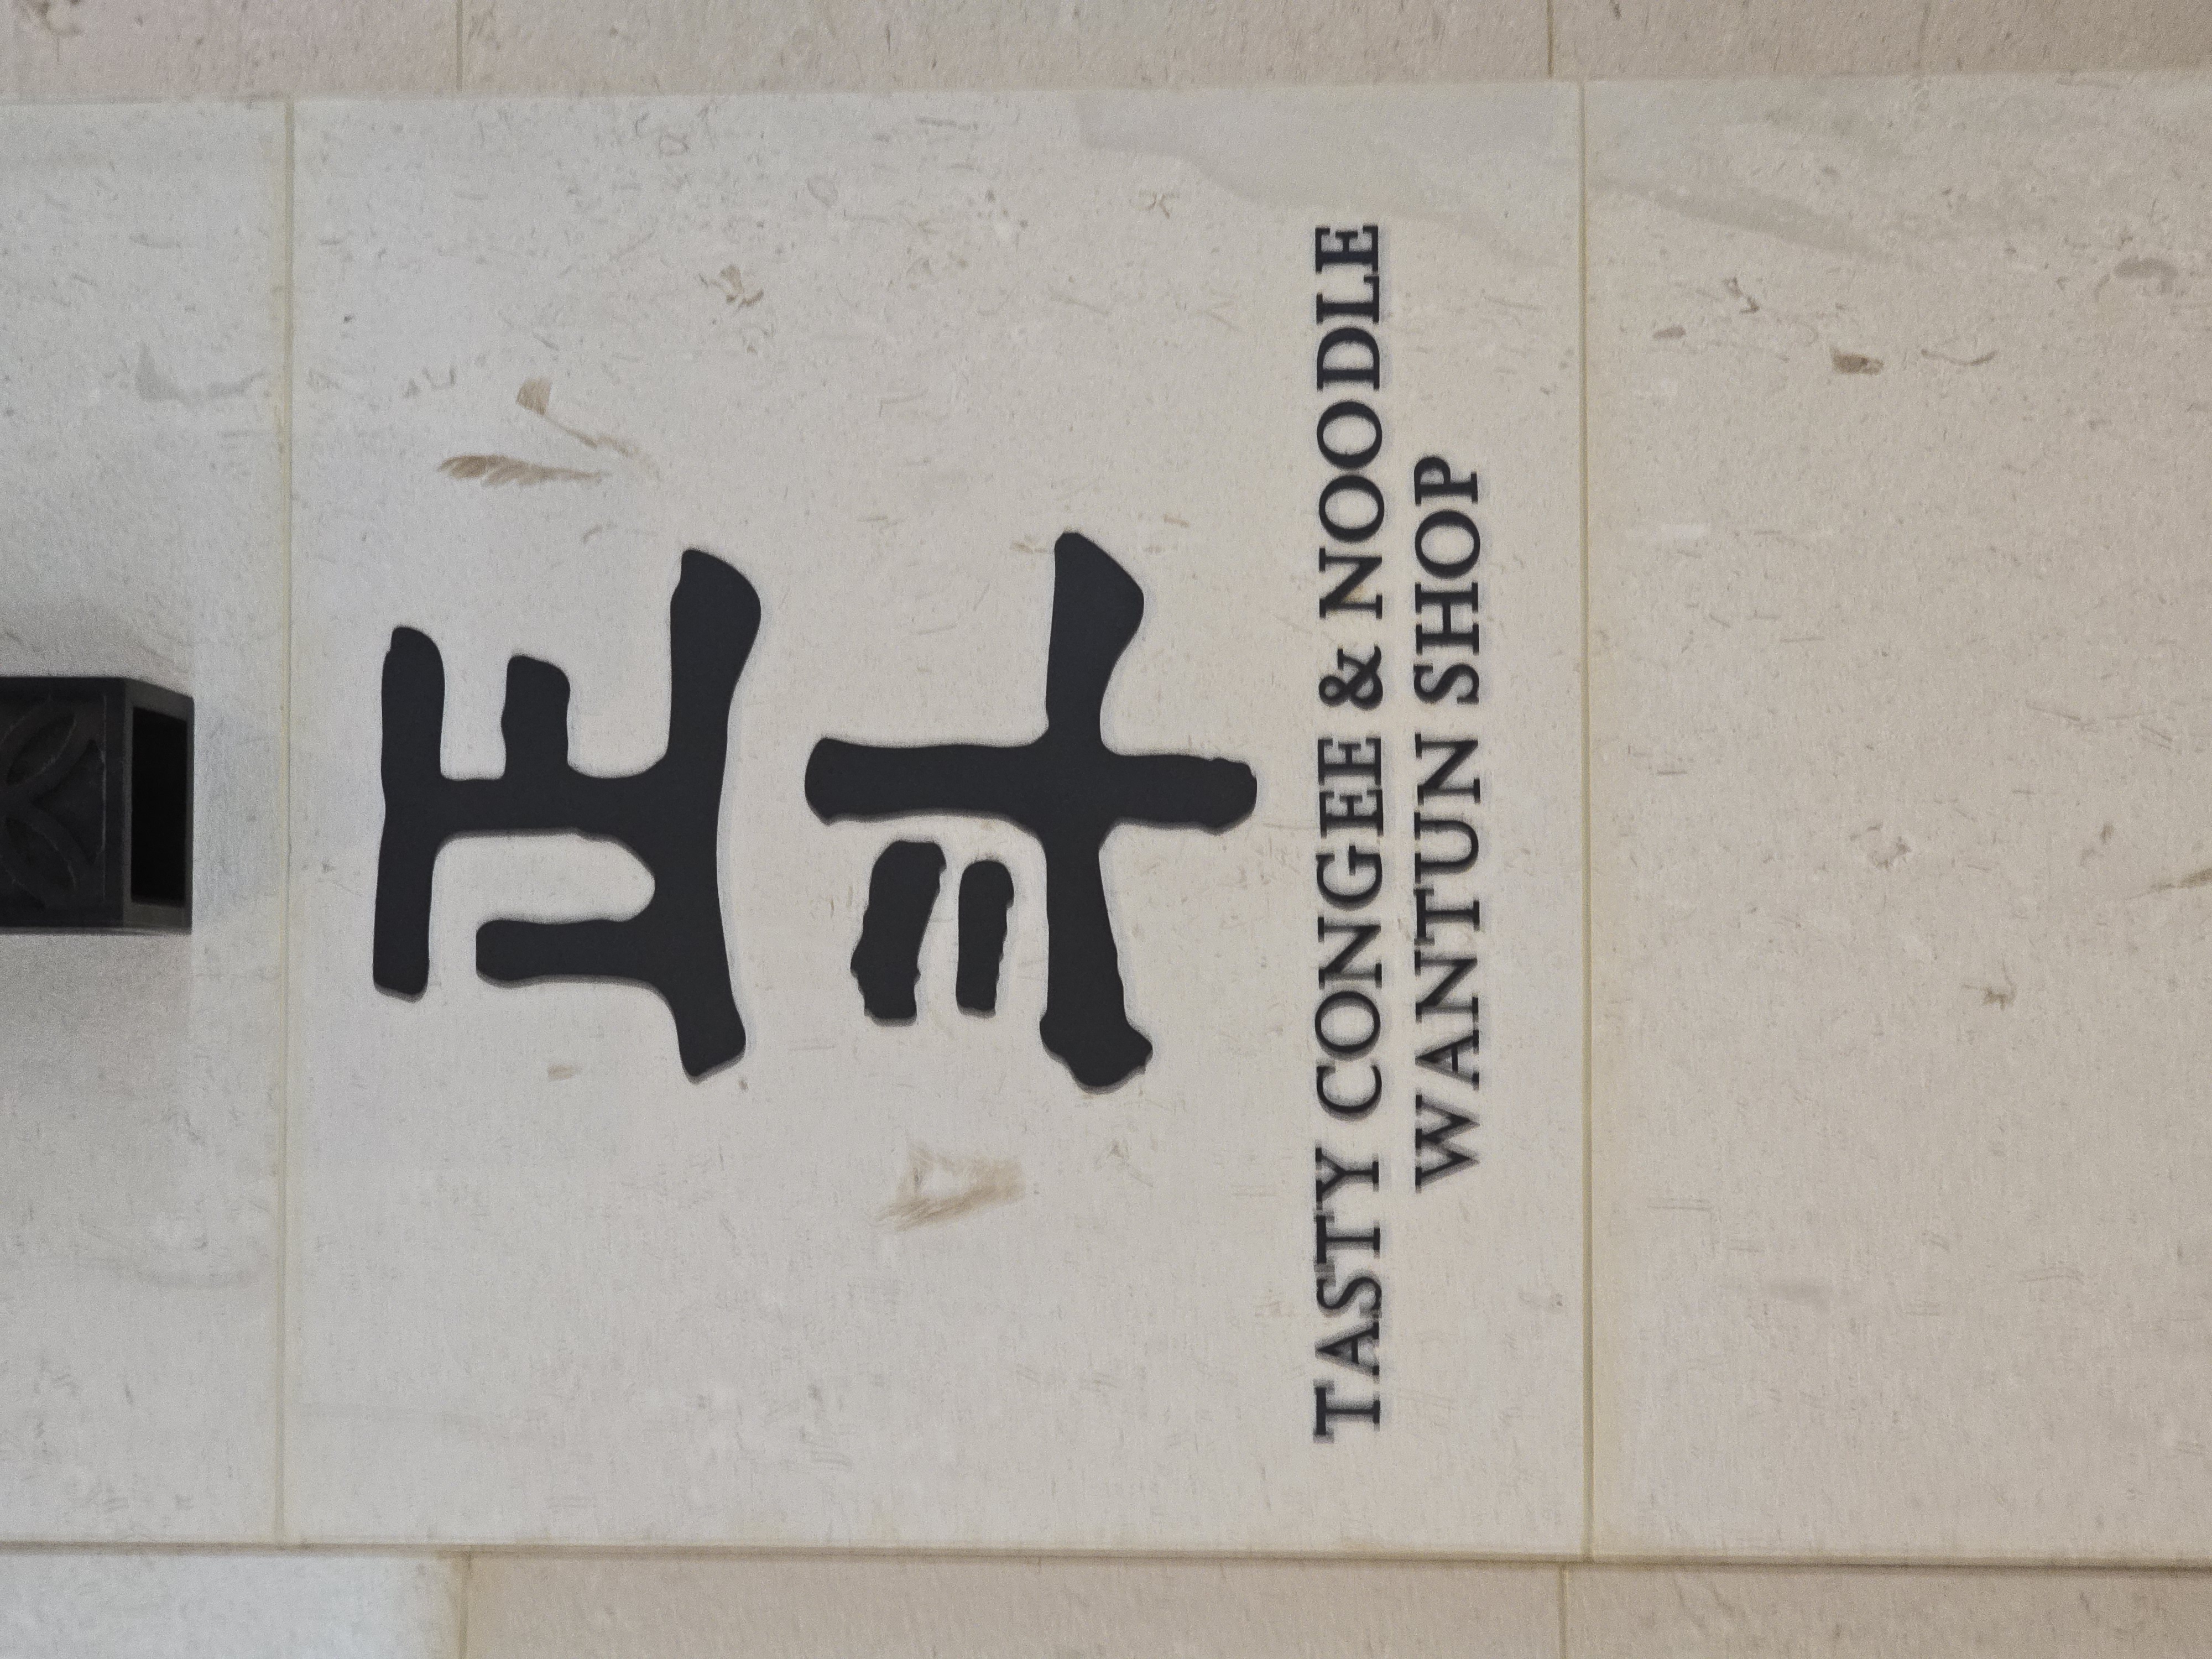 正
斗
TASTY CONGEE & NOODLE
WANTUN SHOP